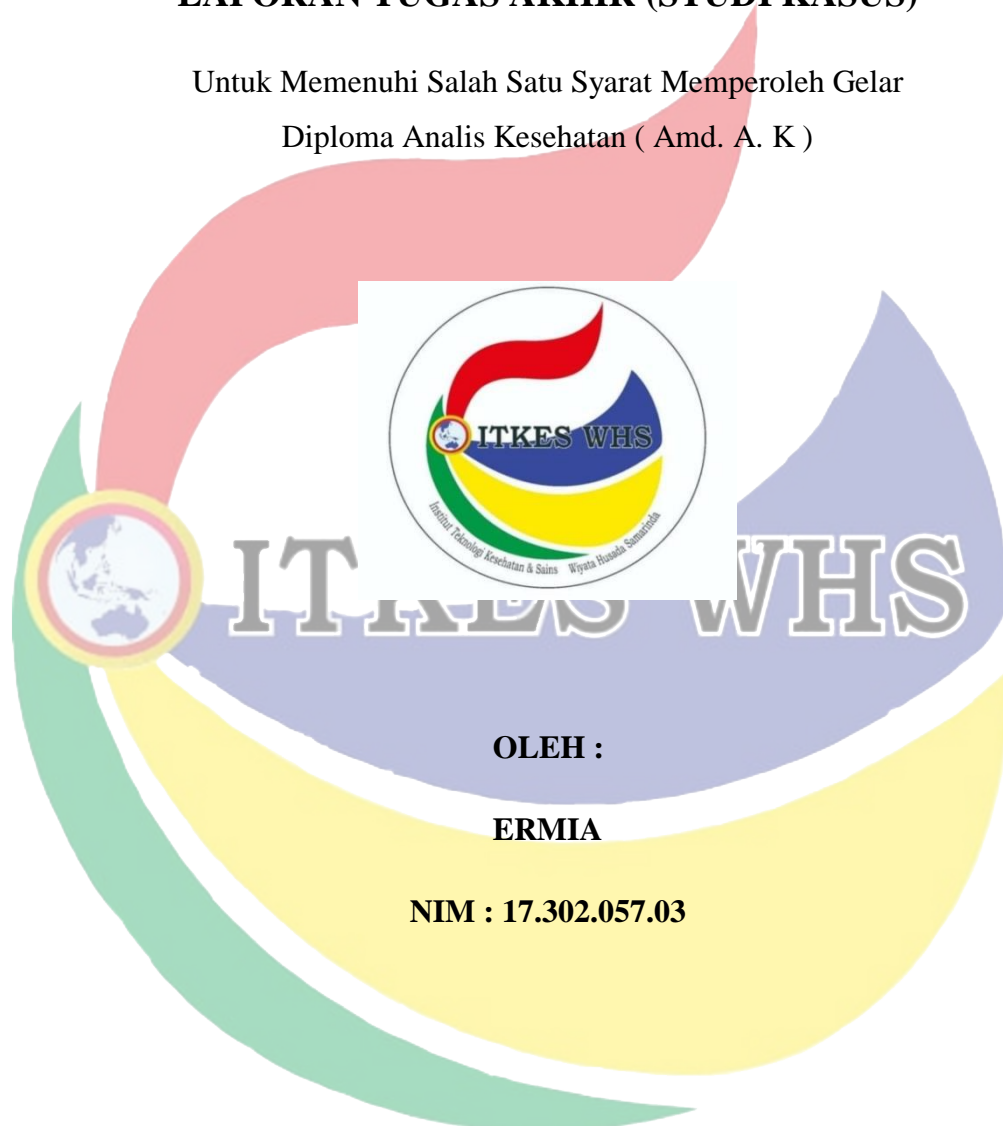 LAPORAN TUGAS AKHIR (STUDI KASUS)
Untuk Memenuhi Salah Satu Syarat Memperoleh Gelar
Diploma Analis Kesehatan ( Amd. A. K )
ITKES WHS
Institut Teknologi Kesehatan & Sains Wiyata Husada Samarinda
ITKES WHS
OLEH :
ERMIA
NIM : 17.302.057.03